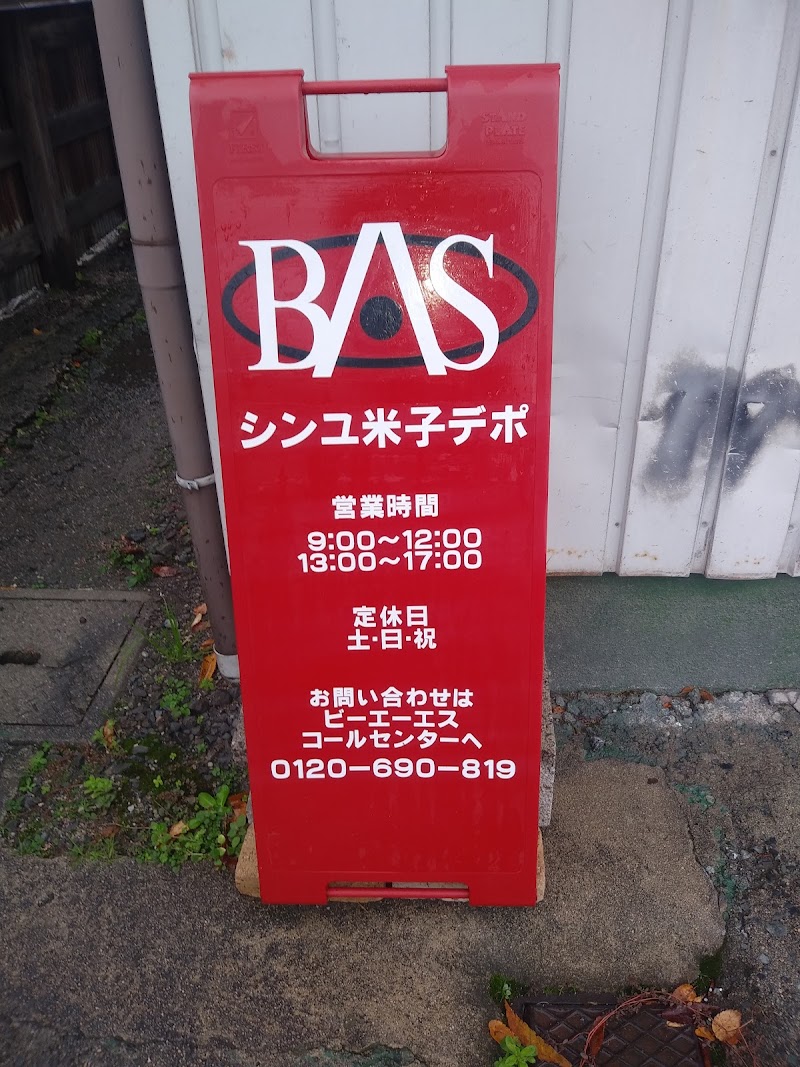 STAND
PLATE
BAS
シンユ米子デポ
営業時間
9:00～12:00
13:00～17:00
定休日
土・日・祝
お問い合わせは
ビーエーエス
コールセンターへ
0120－690－819